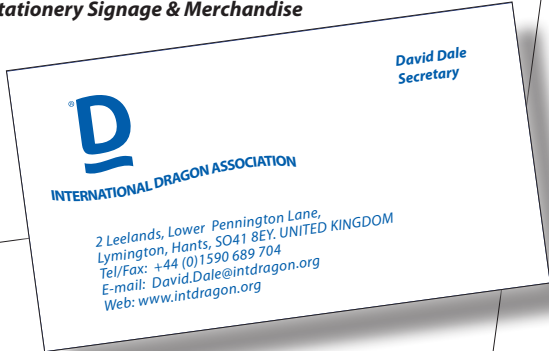 tationery Signage & Merchandise
David Dale
Secretary
®
D
INTERNATIONAL DRAGON ASSOCIATION
2 Leelands, Lower Pennington Lane,
Lymington, Hants, SO41 8EY. UNITED KINGDOM
Tel/Fax: +44 (0)1590 689 704
E-mail: David.Dale@intdragon.org
Web: www.intdragon.org